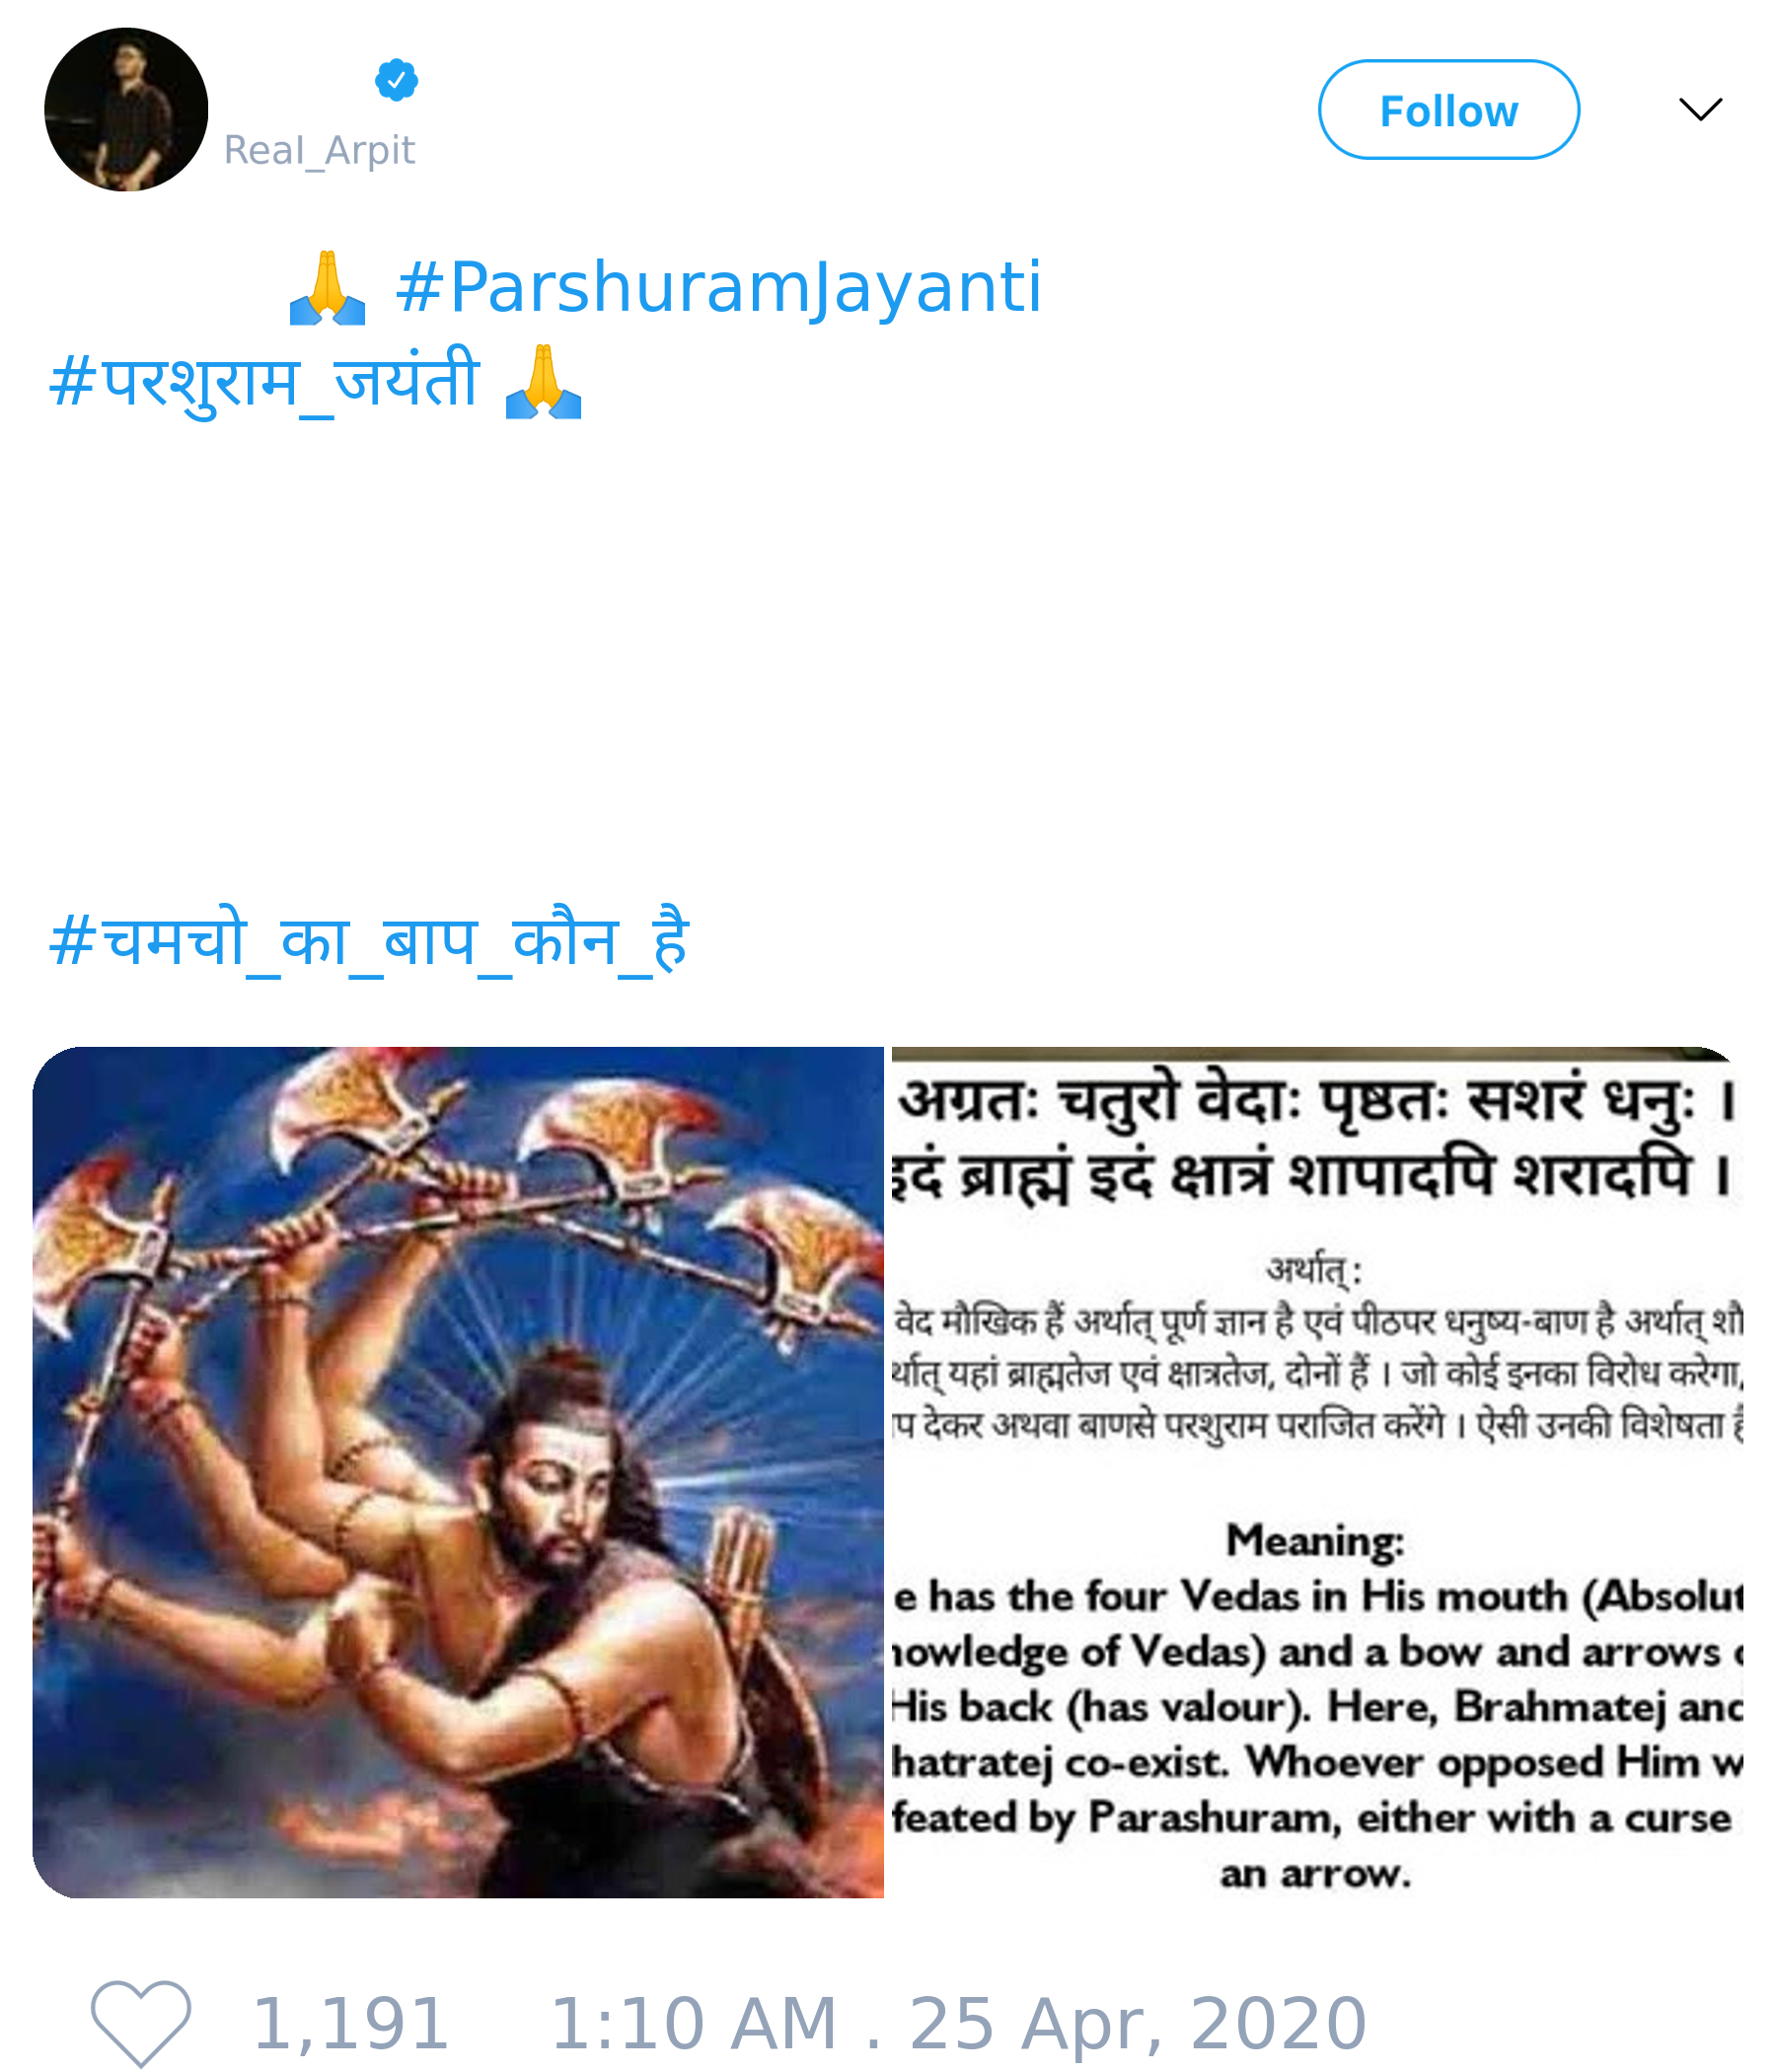 Real_Arpit
Follow
🙏 #ParshuramJayanti
#परशुराम_जयंती 🙏
#चमचो_का_बाप_कौन_है
अग्रतः चतुरो वेदाः पृष्ठतः सशरं धनुः ।
इदं ब्राह्मं इदं क्षात्रं शापादपि शरादपि ।
अर्थात् :
वेद मौखिक हैं अर्थात् पूर्ण ज्ञान है एवं पीठपर धनुष्य-बाण है अर्थात्
यहां ब्राह्मतेज एवं क्षात्रतेज, दोनों हैं । जो कोई इनका विरोध करेगा,
देकर अथवा बाणसे परशुराम पराजित करेंगे । ऐसी उनकी विशेषता
Meaning:
has the four Vedas in His mouth
of Vedas) and a bow and arrows
His back (has valour). Here, Brahmatej and
co-exist. Whoever opposed Him
by Parashuram, either with a curse
an arrow.
1,191 1:10 AM . 25 Apr, 2020